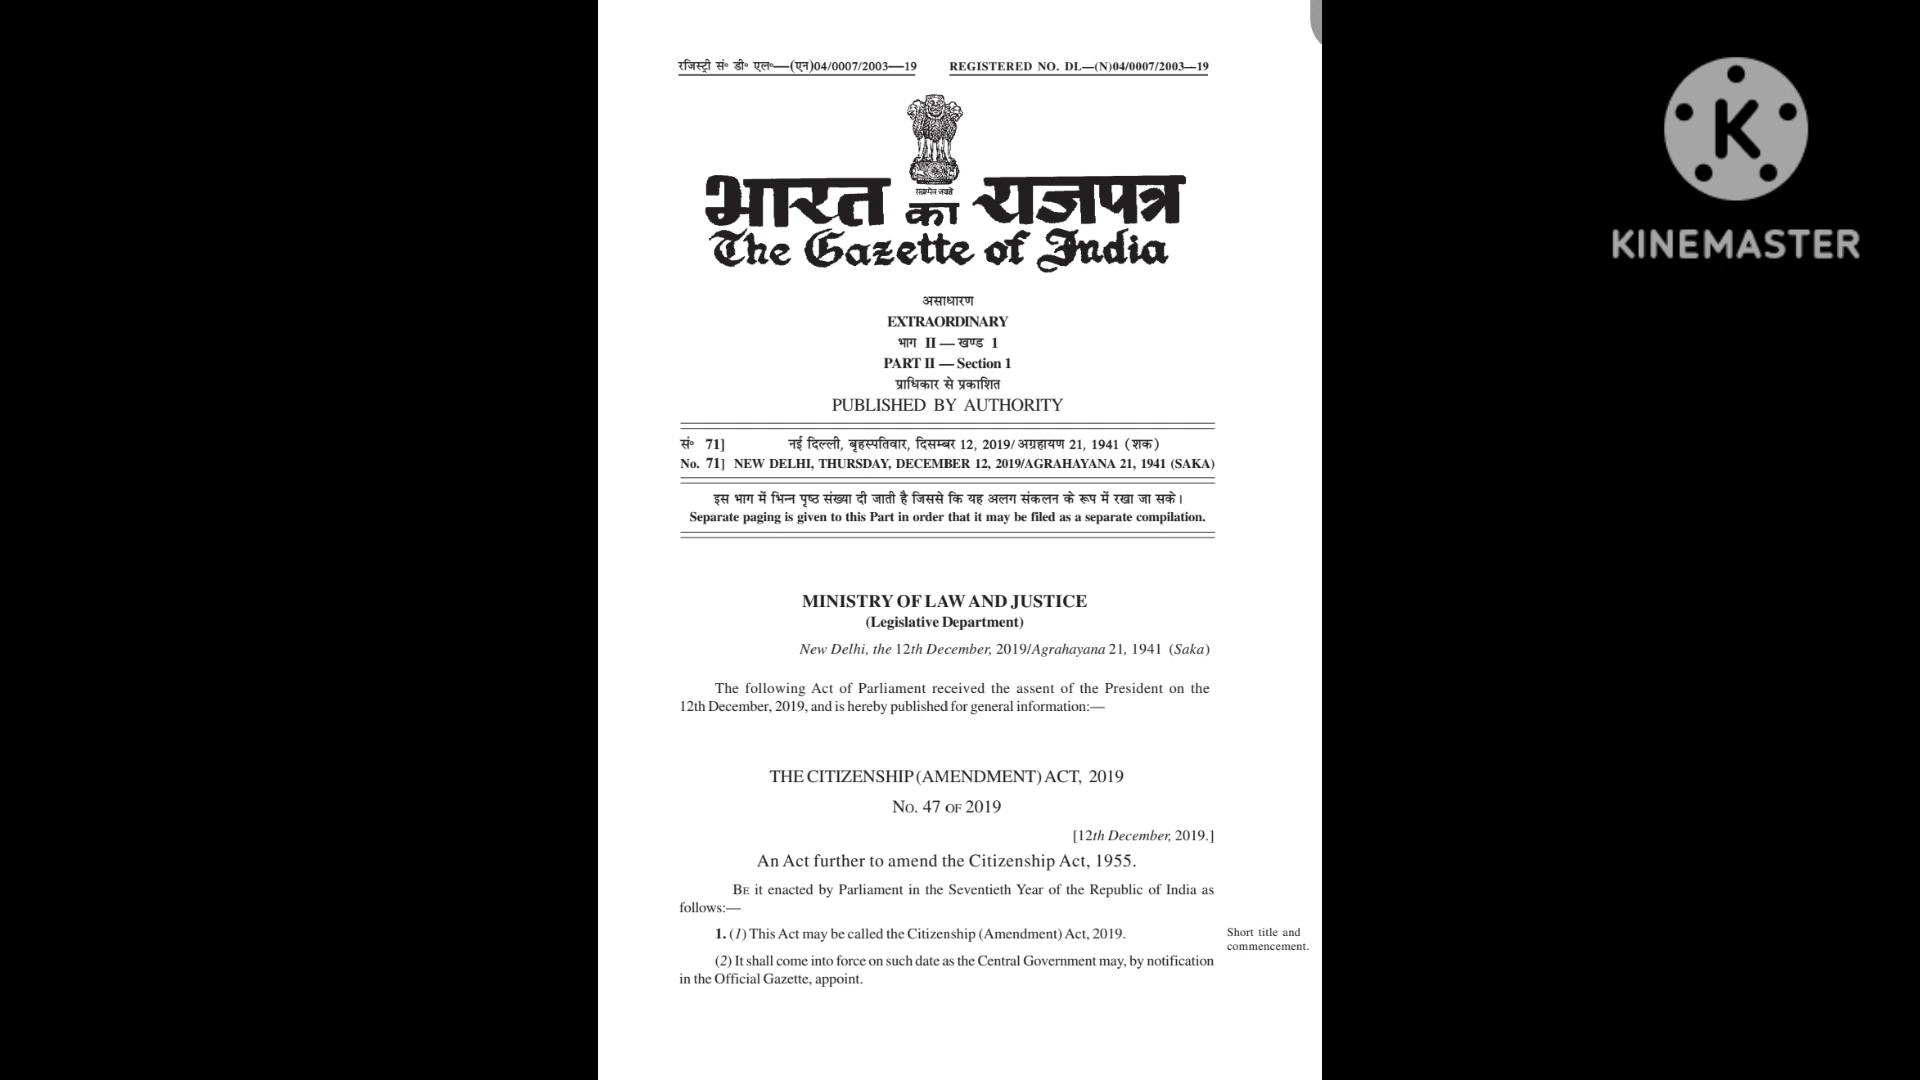 रजिस्ट्री सं॰ डी॰ एल॰—(एन)04/0007/2003—19 REGISTERED NO. DL—(N)04/0007/2003—19
सत्यमेव जयते
भारत का राजपत्र
The Gazette of India
असाधारण
EXTRAORDINARY
भाग II — खण्ड 1
PART II — Section 1
प्राधिकार से प्रकाशित
PUBLISHED BY AUTHORITY
सं॰ 71] नई दिल्ली, बृहस्पतिवार, दिसम्बर 12, 2019/ अग्रहायण 21, 1941 (शक)
No. 71] NEW DELHI, THURSDAY, DECEMBER 12, 2019/AGRAHAYANA 21, 1941 (SAKA)
इस भाग में भिन्न पृष्ठ संख्या दी जाती है जिससे कि यह अलग संकलन के रूप में रखा जा सके।
Separate paging is given to this Part in order that it may be filed as a separate compilation.
MINISTRY OF LAW AND JUSTICE
(Legislative Department)
New Delhi, the 12th December, 2019/Agrahayana 21, 1941 (Saka)
The following Act of Parliament received the assent of the President on the
12th December, 2019, and is hereby published for general information:—
THE CITIZENSHIP (AMENDMENT) ACT, 2019
NO. 47 OF 2019
[12th December, 2019.]
An Act further to amend the Citizenship Act, 1955.
BE it enacted by Parliament in the Seventieth Year of the Republic of India as
follows:—
1. (1) This Act may be called the Citizenship (Amendment) Act, 2019.
(2) It shall come into force on such date as the Central Government may, by notification
in the Official Gazette, appoint.
Short title and
commencement.
K
KINEMASTER